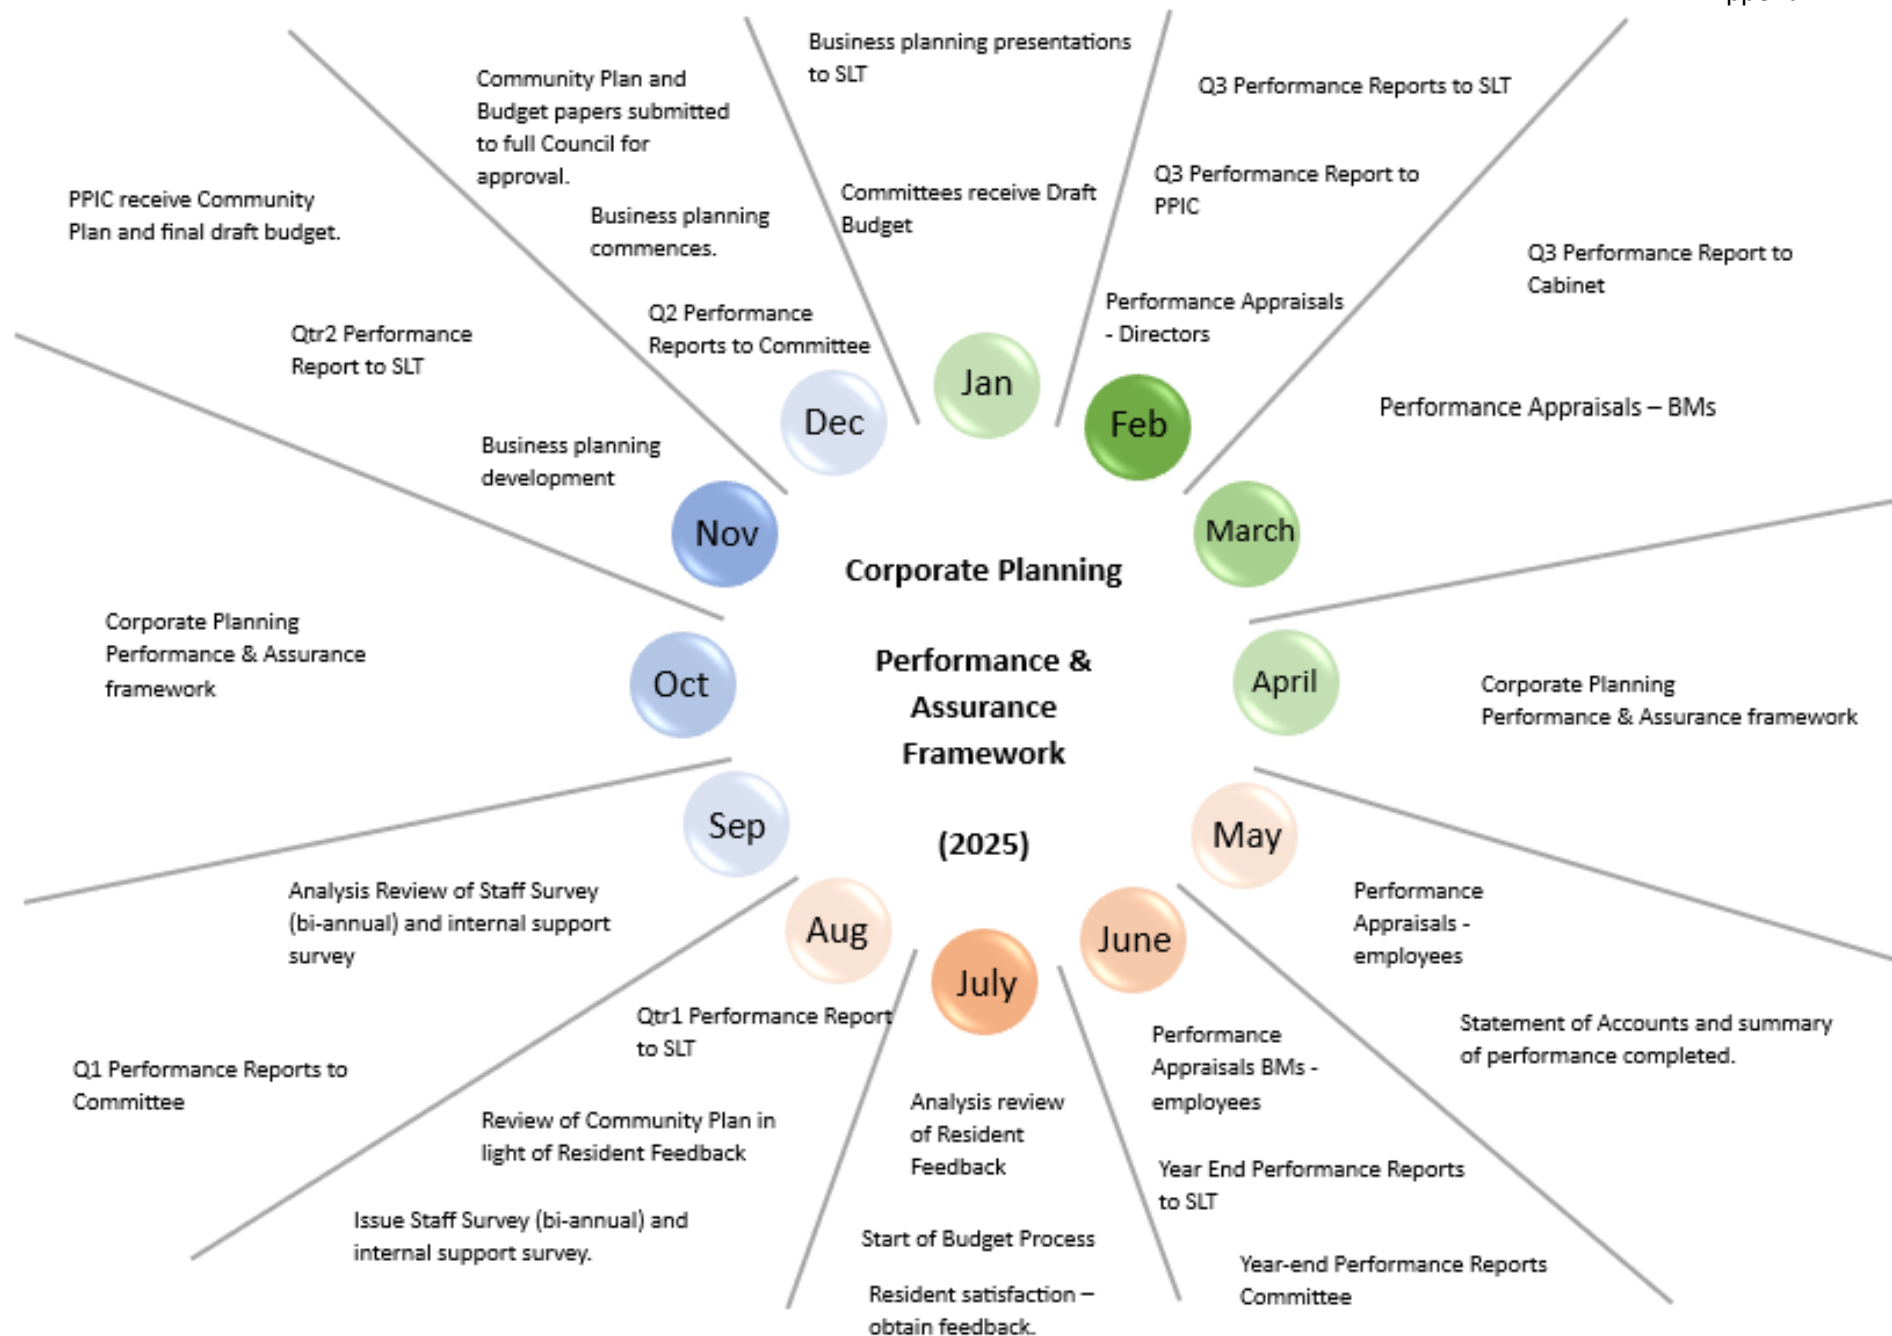 Business planning presentations
to SLT
Committees receive Draft
Budget
Jan
Q3 Performance Reports to SLT
Q3 Performance Report to
PPIC
Performance Appraisals
- Directors
Feb
Q3 Performance Report to
Cabinet
Performance Appraisals – BMs
March
Corporate Planning
Performance & Assurance framework
April
May
Performance
Appraisals -
employees
Statement of Accounts and summary
of performance completed.
June
Performance
Appraisals BMs -
employees
Year End Performance Reports
to SLT
Year-end Performance Reports
Committee
July
Analysis review
of Resident
Feedback
Start of Budget Process
Resident satisfaction –
obtain feedback.
Aug
Qtr1 Performance Report
to SLT
Review of Community Plan in
light of Resident Feedback
Issue Staff Survey (bi-annual) and
internal support survey.
Sep
Analysis Review of Staff Survey
(bi-annual) and internal support
survey
Q1 Performance Reports to
Committee
Oct
Corporate Planning
Performance & Assurance
framework
Nov
PPIC receive Community
Plan and final draft budget.
Qtr2 Performance
Report to SLT
Business planning
development
Dec
Community Plan and
Budget papers submitted
to full Council for
approval.
Business planning
commences.
Q2 Performance
Reports to Committee
Corporate Planning
Performance &
Assurance
Framework
(2025)